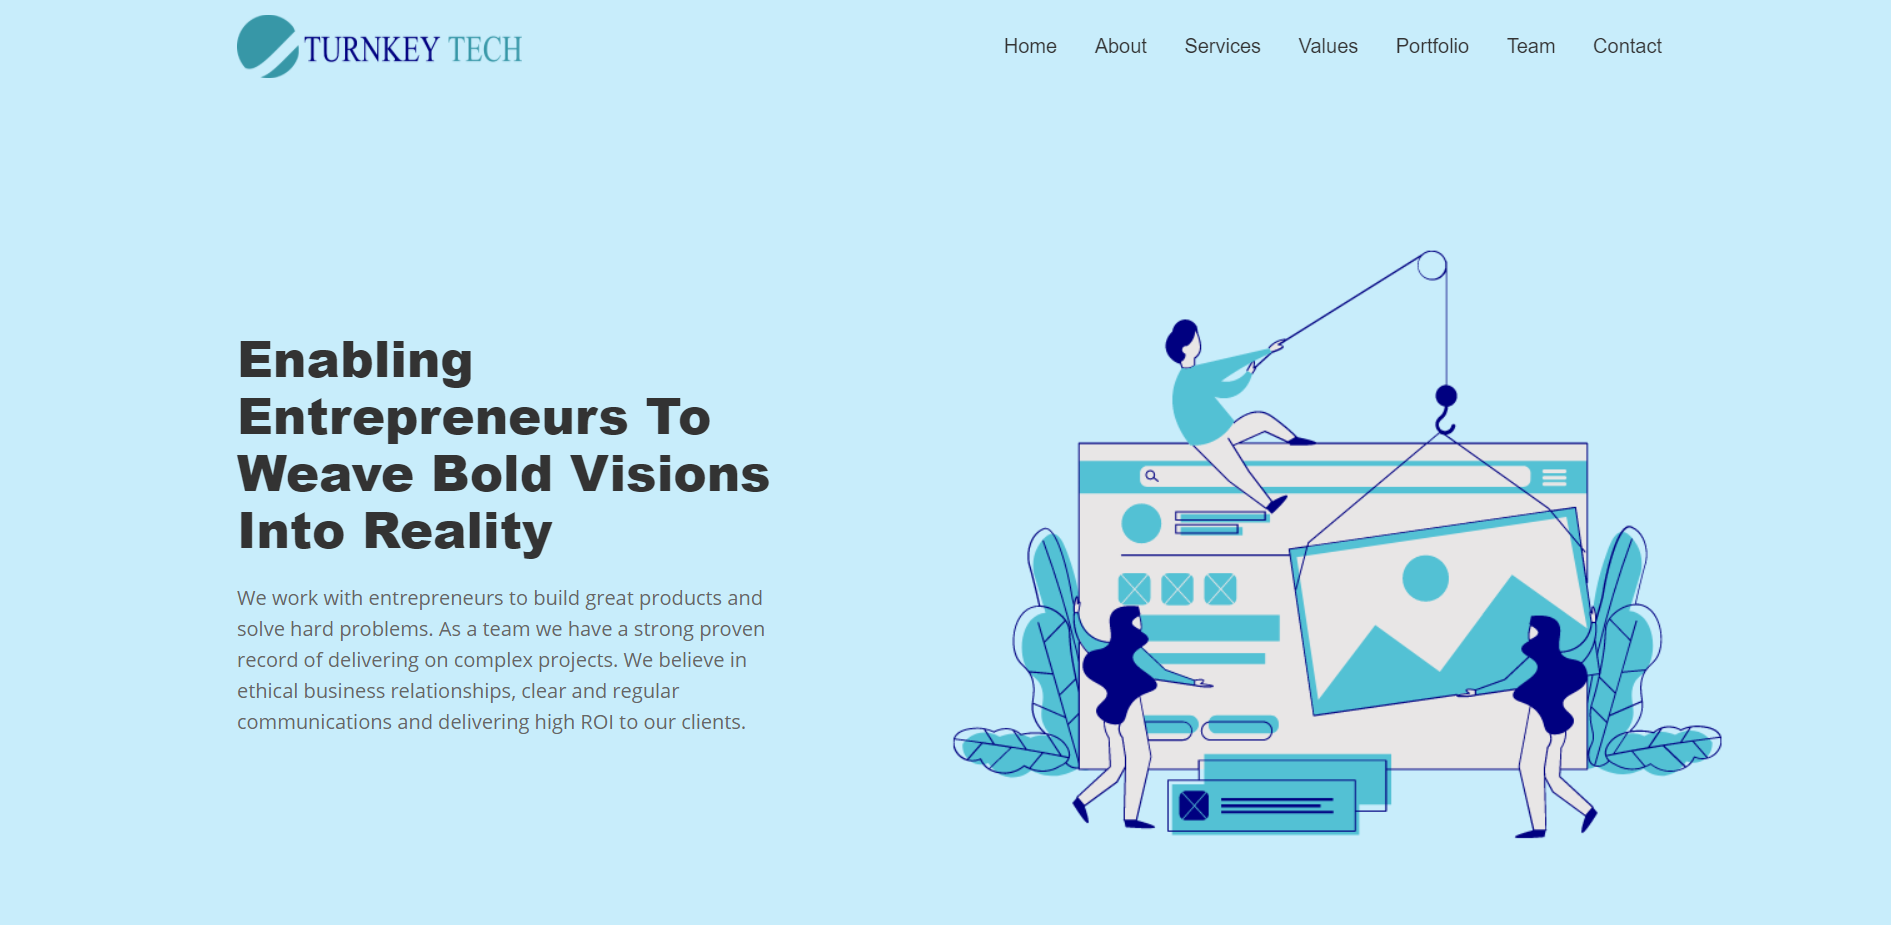 TURNKEY TECH
Home About Services Values Portfolio Team Contact
Enabling
Entrepreneurs To
Weave Bold Visions
Into Reality
We work with entrepreneurs to build great products and
solve hard problems. As a team we have a strong proven
record of delivering on complex projects. We believe in
ethical business relationships, clear and regular
communications and delivering high ROI to our clients.